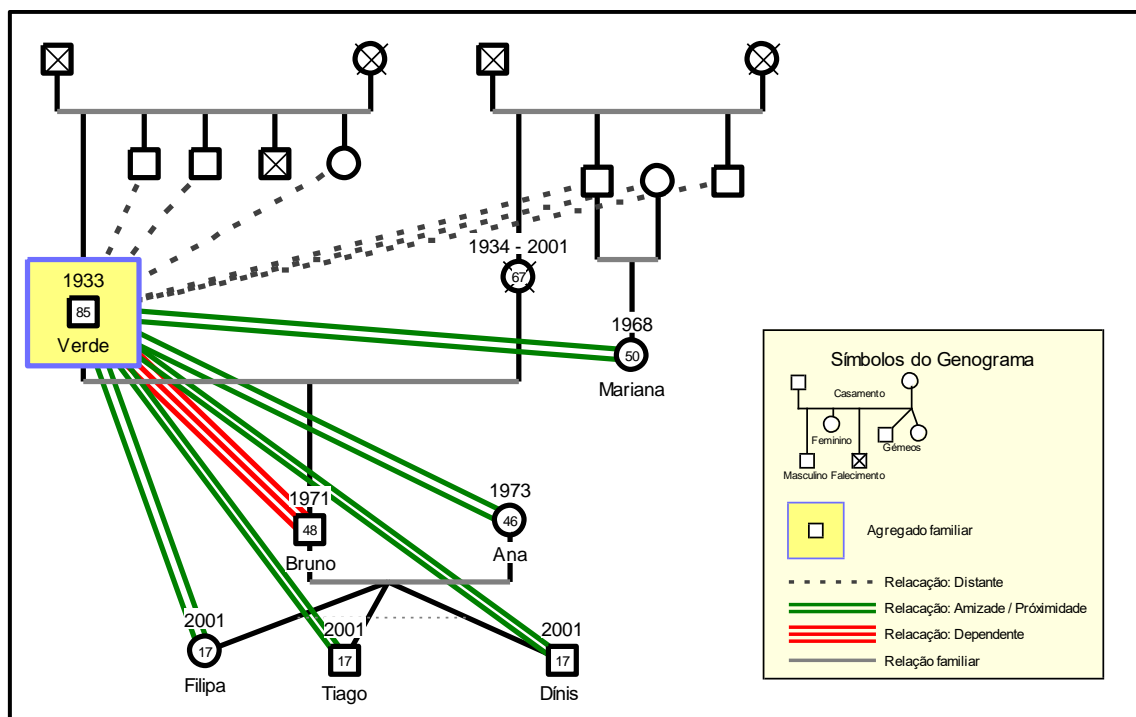 1934 - 2001
67
1933
85
Verde
1968
50
Mariana
1971
48
Bruno
1973
46
Ana
2001
17
Filipa
2001
17
Tiago
2001
17
Dínis
Símbolos do Genograma
Casamento
Feminino
Gémeos
Masculino
Falecimento
Agregado familiar
Relacação: Distante
Relacação: Amizade / Próximidade
Relacação: Dependente
Relação familiar